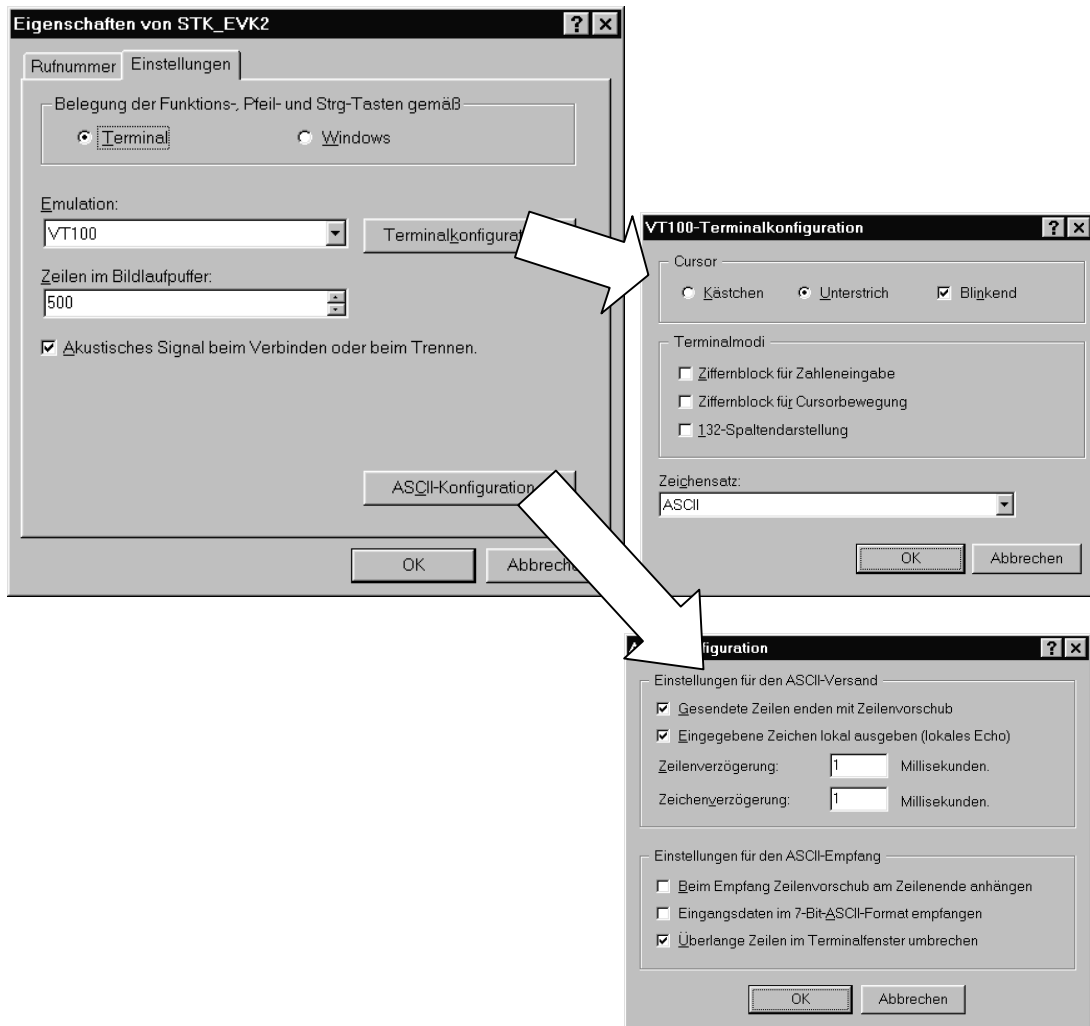 Eigenschaften von STK_EVK2
Rufnummer Einstellungen
Belegung der Funktions-, Pfeil- und Strg-Tasten gemäß
Terminal Windows
Emulation:
VT100
Zeilen im Bildlaufpuffer:
500
Akustisches Signal beim Verbinden oder beim Trennen.
ASCII-Konfiguration
OK
VT100-Terminalkonfiguration
Cursor
Kästchen Unterstrich Blinkend
Terminalmodi
Ziffernblock für Zahleneingabe
Ziffernblock für Cursorbewegung
132-Spaltendarstellung
Zeichensatz:
ASCII
OK Abbrechen
Einstellungen für den ASCII-Versand
Gesendete Zeilen enden mit Zeilenvorschub
Eingegebene Zeichen lokal ausgeben (lokales Echo)
Zeilenverzögerung: 1 Millisekunden.
Zeichenverzögerung: 1 Millisekunden.
Einstellungen für den ASCII-Empfang
Beim Empfang Zeilenvorschub am Zeilenende anhängen
Eingangsdaten im 7-Bit-ASCII-Format empfangen
Überlange Zeilen im Terminalfenster umbrechen
OK Abbrechen